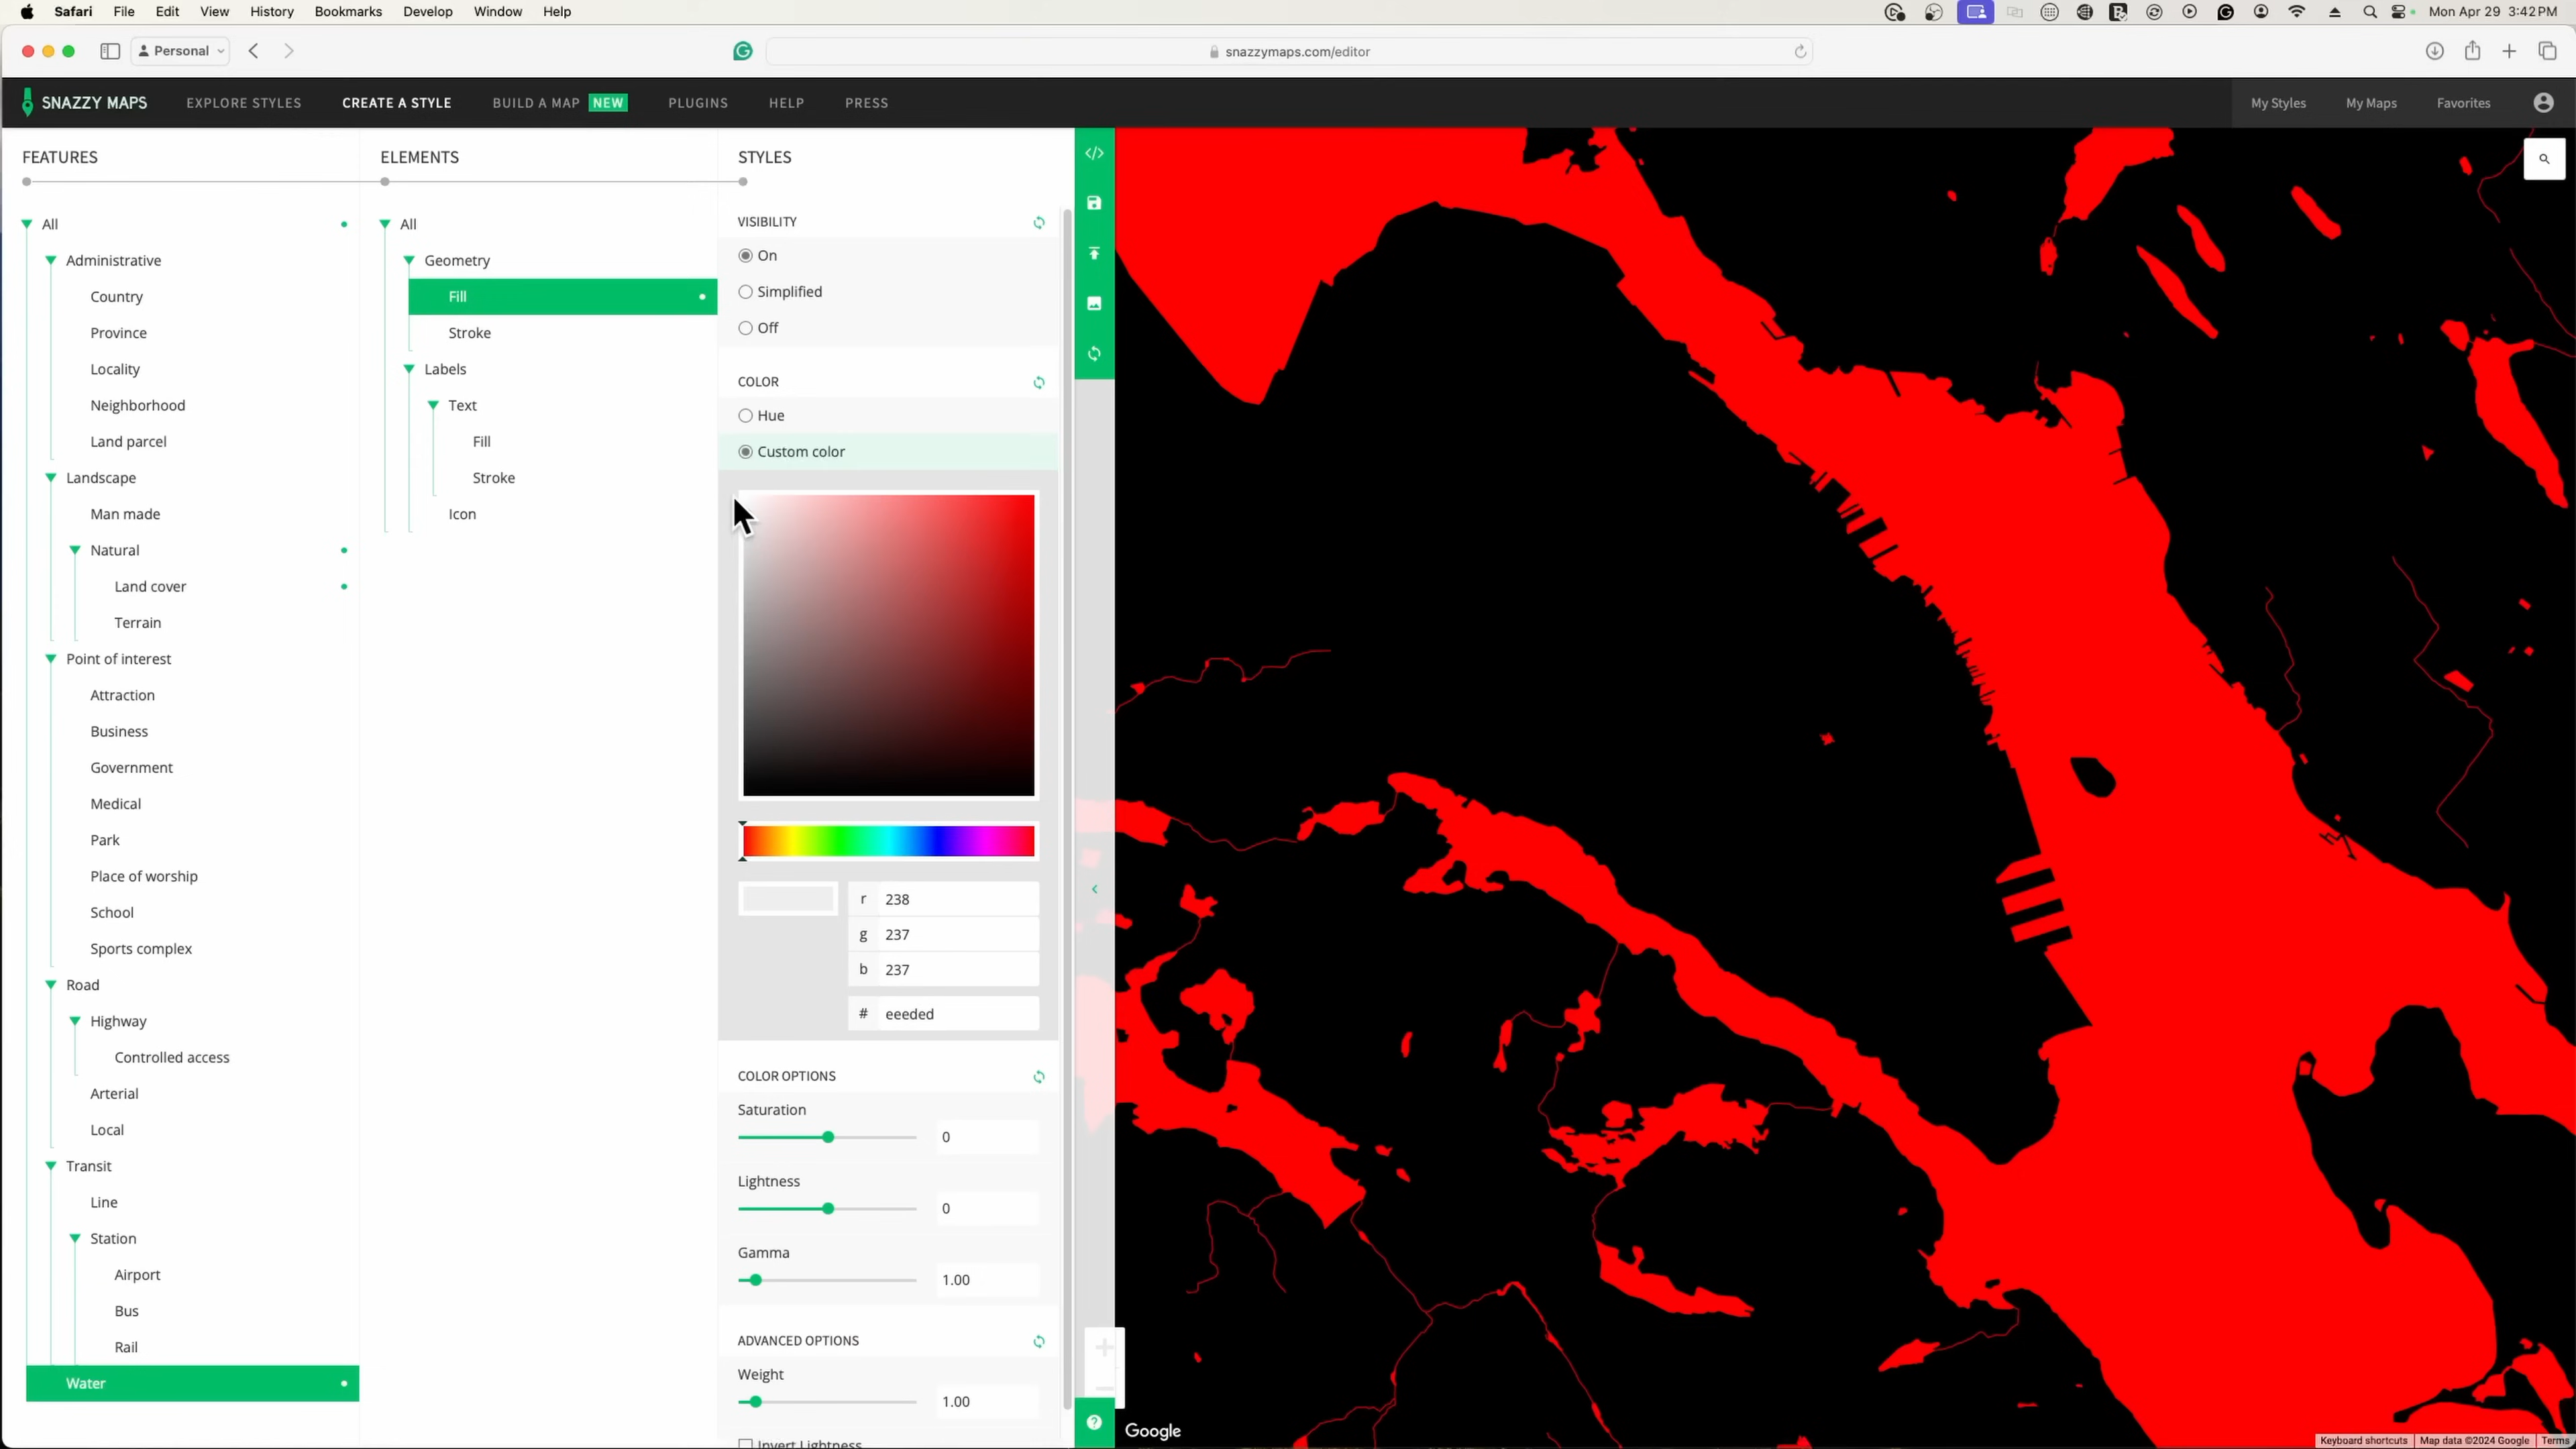 Safari File Edit View History Bookmarks Develop Window Help
Mon Apr 29 3:42 PM
Personal
snazzymaps.com/editor
SNAZZY MAPS EXPLORE STYLES CREATE A STYLE BUILD A MAP NEW PLUGINS HELP PRESS
My Styles My Maps Favorites
FEATURES
All
Administrative
Country
Province
Locality
Neighborhood
Land parcel
Landscape
Man made
Natural
Land cover
Terrain
Point of interest
Attraction
Business
Government
Medical
Park
Place of worship
School
Sports complex
Road
Highway
Controlled access
Arterial
Local
Transit
Line
Station
Airport
Bus
Rail
Water
ELEMENTS
All
Geometry
Fill
Stroke
Labels
Text
Fill
Stroke
Icon
STYLES
VISIBILITY
On
Simplified
Off
COLOR
Hue
Custom color
r 238
g 237
b 237
# eeeded
COLOR OPTIONS
Saturation
0
Lightness
0
Gamma
1.00
ADVANCED OPTIONS
Weight
1.00
Invert Lightness
Google
Keyboard shortcuts Map data ©2024 Google Terms